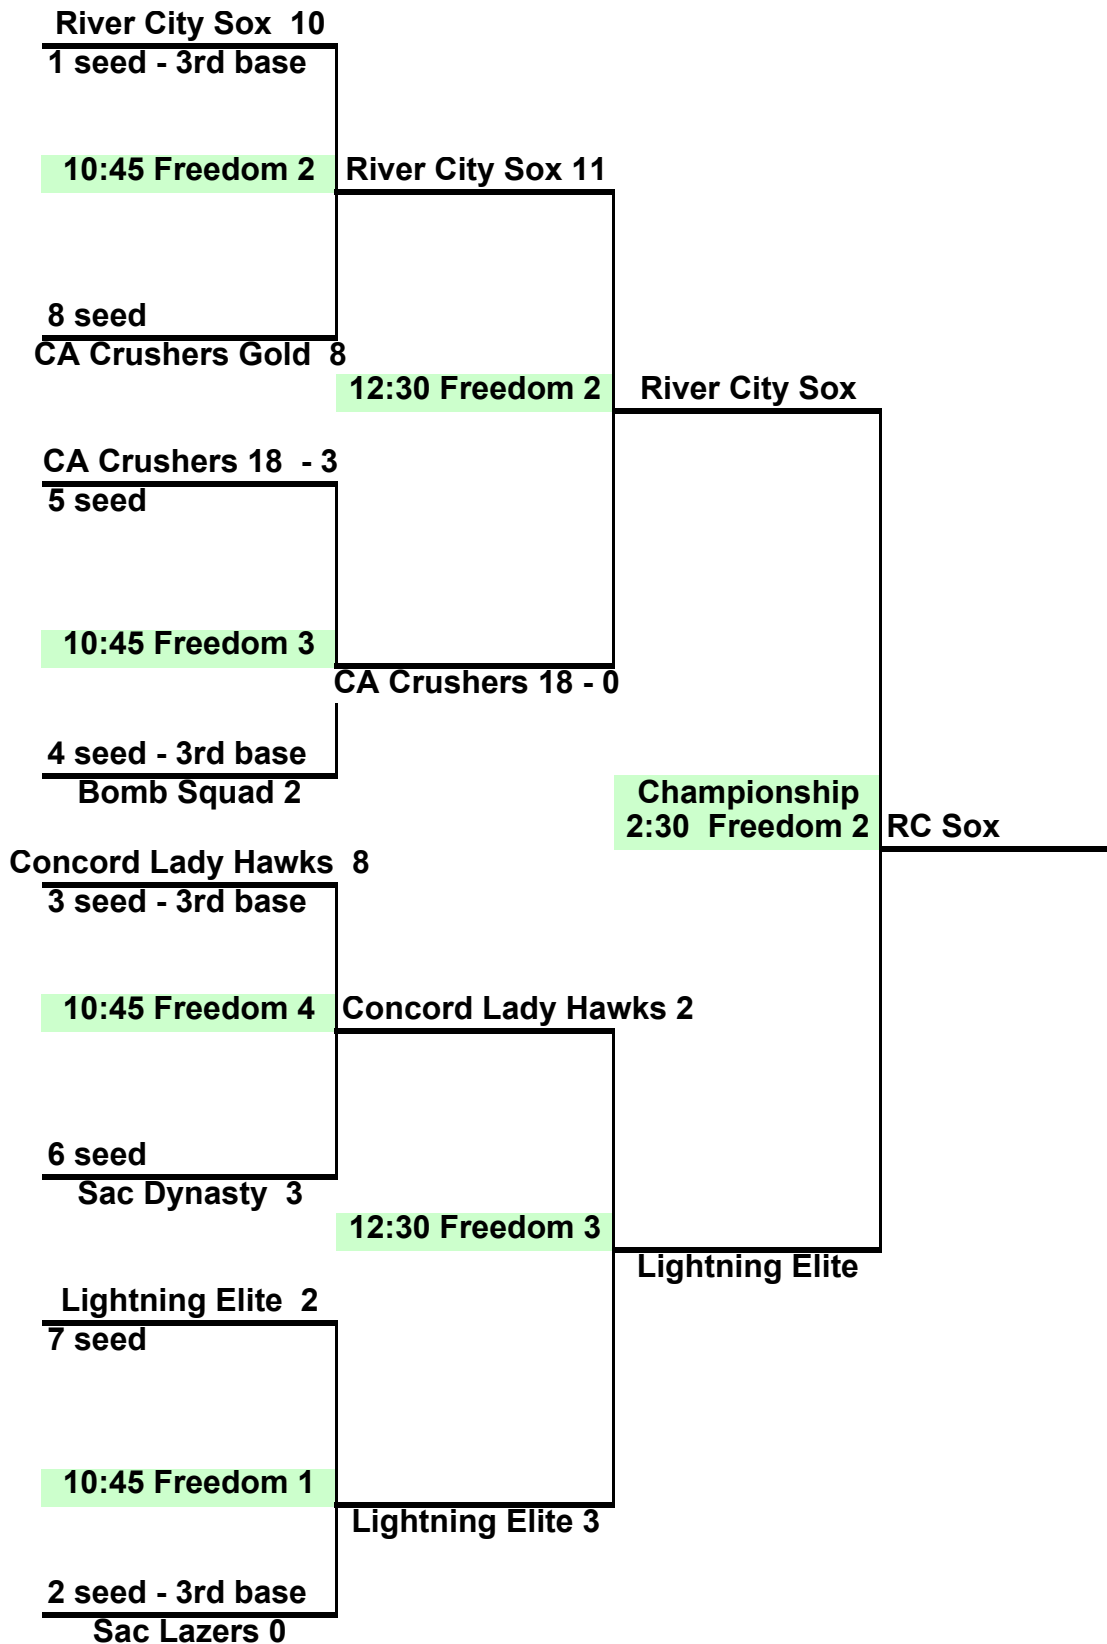 River City Sox  10
1 seed - 3rd base
10:45 Freedom 2
River City Sox 11
8 seed
CA Crushers Gold  8
12:30 Freedom 2
River City Sox
CA Crushers 18  - 3
5 seed
10:45 Freedom 3
CA Crushers 18 - 0
4 seed - 3rd base
Bomb Squad 2
Championship
2:30  Freedom 2
RC Sox
Concord Lady Hawks  8
3 seed - 3rd base
10:45 Freedom 4
Concord Lady Hawks 2
6 seed
Sac Dynasty  3
12:30 Freedom 3
Lightning Elite
Lightning Elite  2
7 seed
10:45 Freedom 1
Lightning Elite 3
2 seed - 3rd base
Sac Lazers 0